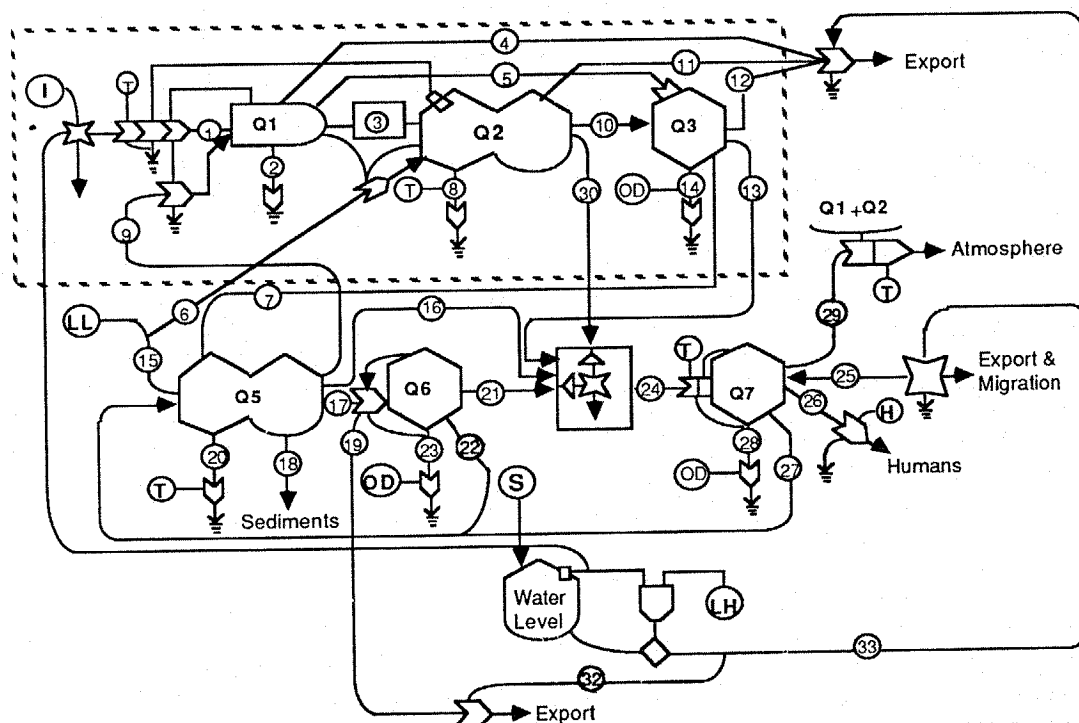 4
11
12
Export
I
T
5
1
Q1
3
Q2
10
Q3
2
T
8
30
OD
14
13
9
Q1 + Q2
Atmosphere
T
6
7
16
29
LL
15
T
Export &
Migration
Q5
17
Q6
21
24
Q7
25
26
H
19
22
20
18
23
28
27
Humans
T
OD
OD
Sediments
S
Water
Level
LH
33
32
Export